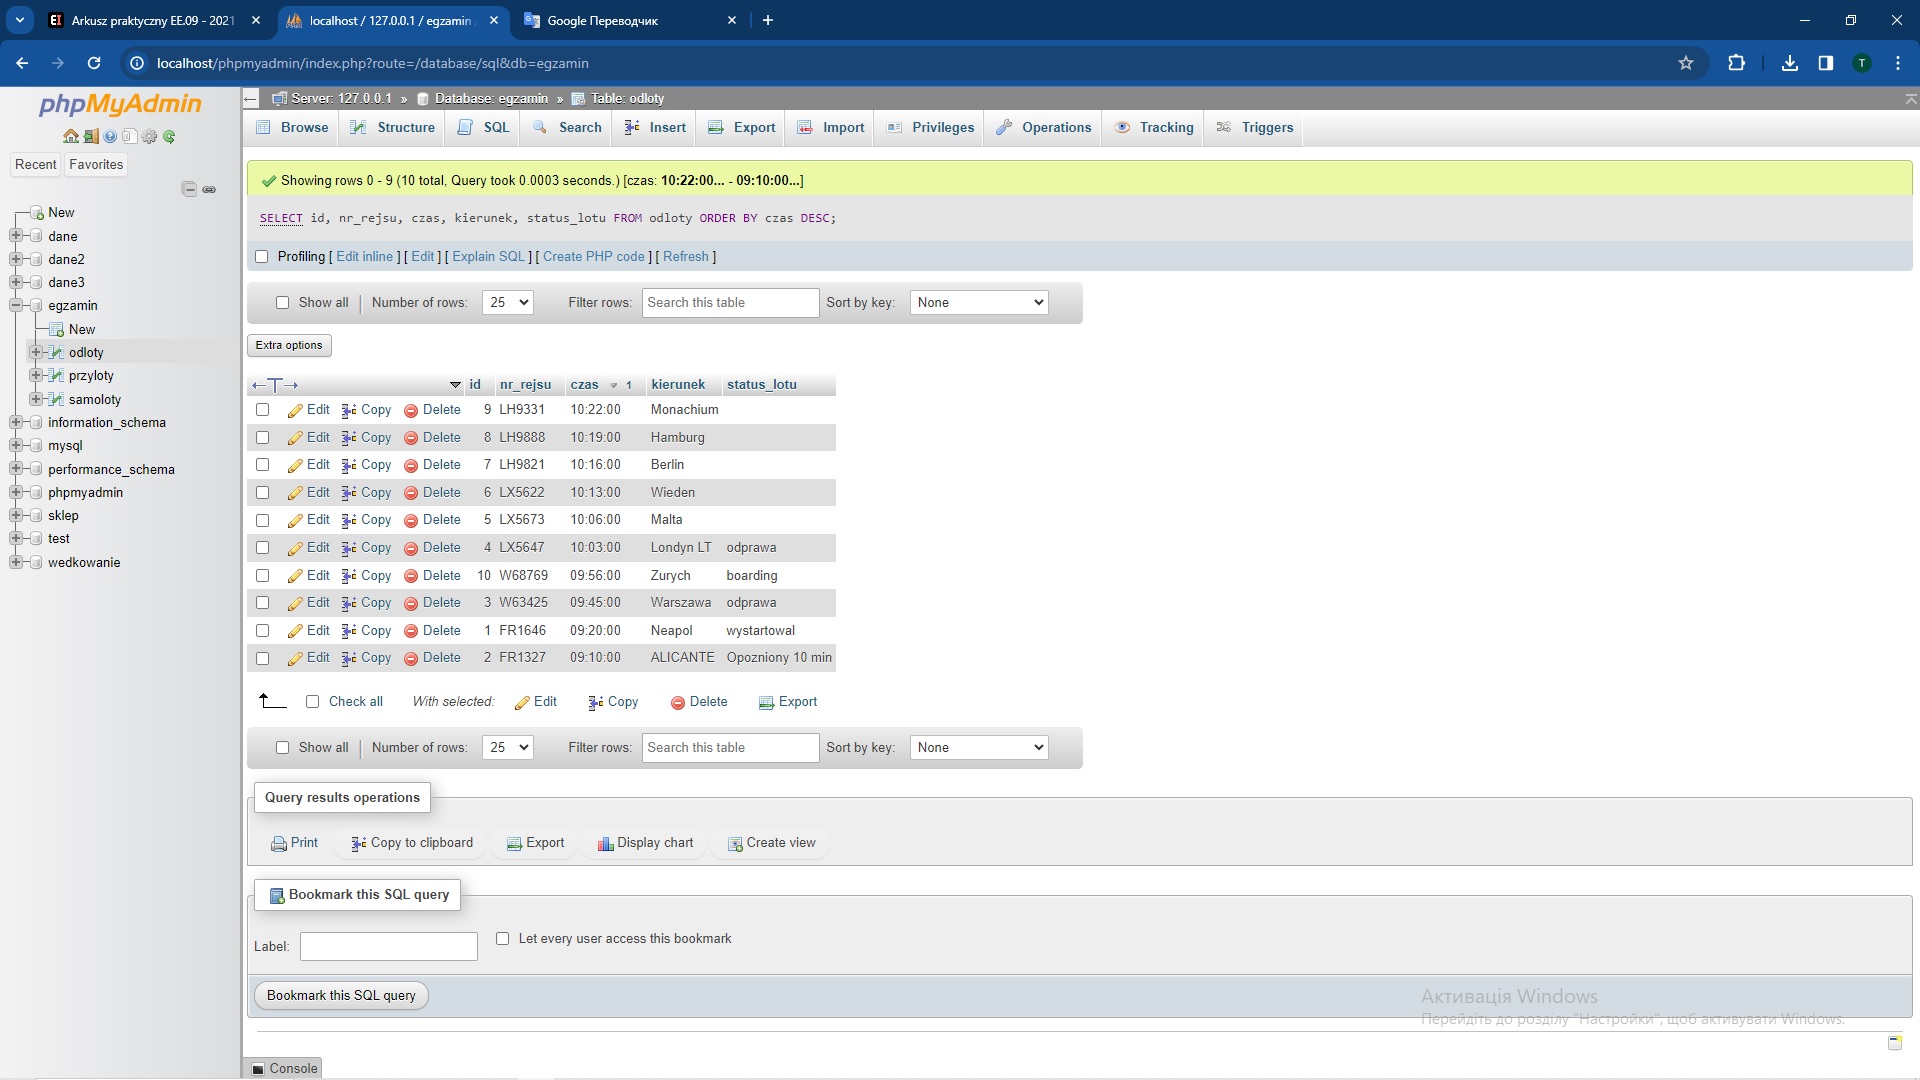 Arkusz praktyczny EE.09 - 2021
localhost / 127.0.0.1 / egzamin
Google Переводчик
localhost/phpmyadmin/index.php?route=/database/sql&db=egzamin
T
phpMyAdmin
Recent Favorites
New
dane
dane2
dane3
egzamin
New
odloty
przyloty
samoloty
information_schema
mysql
performance_schema
phpmyadmin
sklep
test
wedkowanie
Server: 127.0.0.1 » Database: egzamin » Table: odloty
Browse Structure SQL Search Insert Export Import Privileges Operations Tracking Triggers
Showing rows 0 - 9 (10 total, Query took 0.0003 seconds.) [czas: 10:22:00... - 09:10:00...]
SELECT id, nr_rejsu, czas, kierunek, status_lotu FROM odloty ORDER BY czas DESC;
Profiling [ Edit inline ] [ Edit ] [ Explain SQL ] [ Create PHP code ] [ Refresh ]
Show all Number of rows: 25 Filter rows: Search this table Sort by key: None
Extra options
id nr_rejsu czas 1 kierunek status_lotu
Edit Copy Delete 9 LH9331 10:22:00 Monachium
Edit Copy Delete 8 LH9888 10:19:00 Hamburg
Edit Copy Delete 7 LH9821 10:16:00 Berlin
Edit Copy Delete 6 LX5622 10:13:00 Wieden
Edit Copy Delete 5 LX5673 10:06:00 Malta
Edit Copy Delete 4 LX5647 10:03:00 Londyn LT odprawa
Edit Copy Delete 10 W68769 09:56:00 Zurych boarding
Edit Copy Delete 3 W63425 09:45:00 Warszawa odprawa
Edit Copy Delete 1 FR1646 09:20:00 Neapol wystartowal
Edit Copy Delete 2 FR1327 09:10:00 ALICANTE Opozniony 10 min
Check all With selected: Edit Copy Delete Export
Show all Number of rows: 25 Filter rows: Search this table Sort by key: None
Query results operations
Print Copy to clipboard Export Display chart Create view
Bookmark this SQL query
Label: Let every user access this bookmark
Bookmark this SQL query
Активація Windows
Перейдіть до розділу "Настройки", щоб активувати Windows.
Console